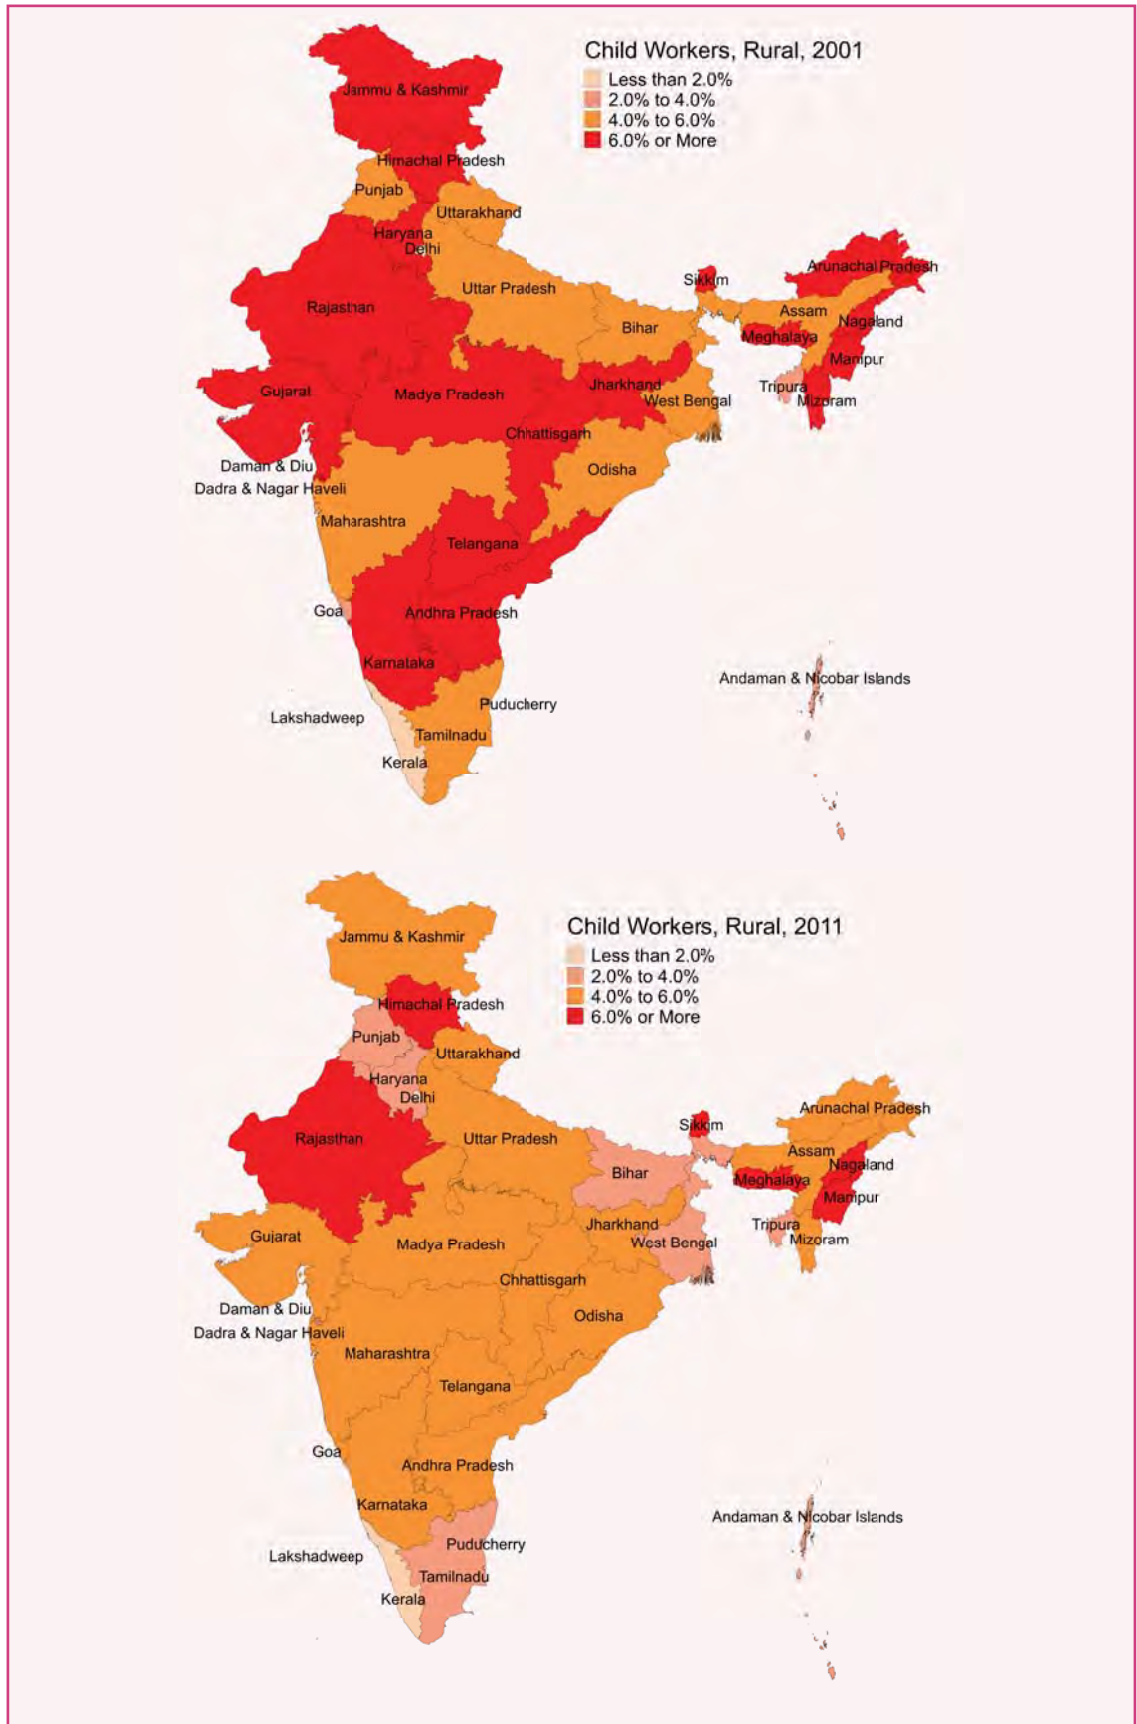 Child Workers, Rural, 2001
Less than 2.0%
2.0% to 4.0%
4.0% to 6.0%
6.0% or More
Jammu & Kashmir
Himachal Pradesh
Punjab
Uttarakhand
Haryana
Delhi
Rajasthan
Uttar Pradesh
Bihar
Sikkim
Arunachal Pradesh
Assam
Nagaland
Meghalaya
Manipur
Tripura
Mizoram
Gujarat
Madya Pradesh
Jharkhand
West Bengal
Chhattisgarh
Daman & Diu
Dadra & Nagar Haveli
Odisha
Maharashtra
Telangana
Goa
Andhra Pradesh
Karnataka
Andaman & Nicobar Islands
Lakshadweep
Puducherry
Tamilnadu
Kerala
Child Workers, Rural, 2011
Less than 2.0%
2.0% to 4.0%
4.0% to 6.0%
6.0% or More
Jammu & Kashmir
Himachal Pradesh
Punjab
Uttarakhand
Haryana
Delhi
Rajasthan
Uttar Pradesh
Bihar
Sikkim
Arunachal Pradesh
Assam
Nagaland
Meghalaya
Manipur
Tripura
Mizoram
Gujarat
Madya Pradesh
Jharkhand
West Bengal
Chhattisgarh
Daman & Diu
Dadra & Nagar Haveli
Odisha
Maharashtra
Telangana
Goa
Andhra Pradesh
Karnataka
Andaman & Nicobar Islands
Lakshadweep
Puducherry
Tamilnadu
Kerala